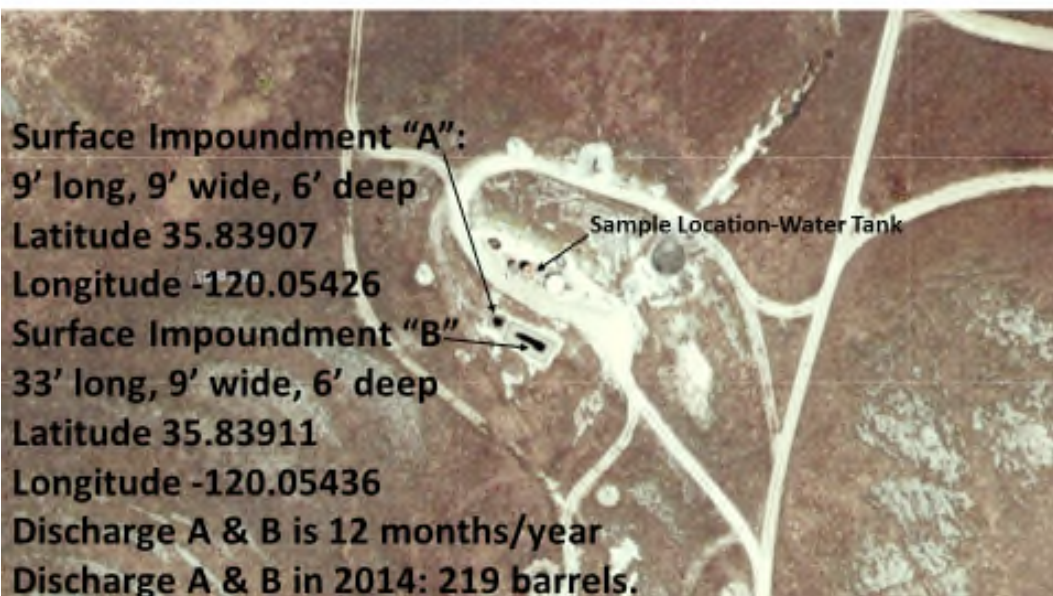 Surface Impoundment “A”:
9’ long, 9’ wide, 6’ deep
Latitude 35.83907
Sample Location-Water Tank
Longitude -120.05426
Surface Impoundment “B”
33’ long, 9’ wide, 6’ deep
Latitude 35.83911
Longitude -120.05436
Discharge A & B is 12 months/year
Discharge A & B in 2014: 219 barrels.